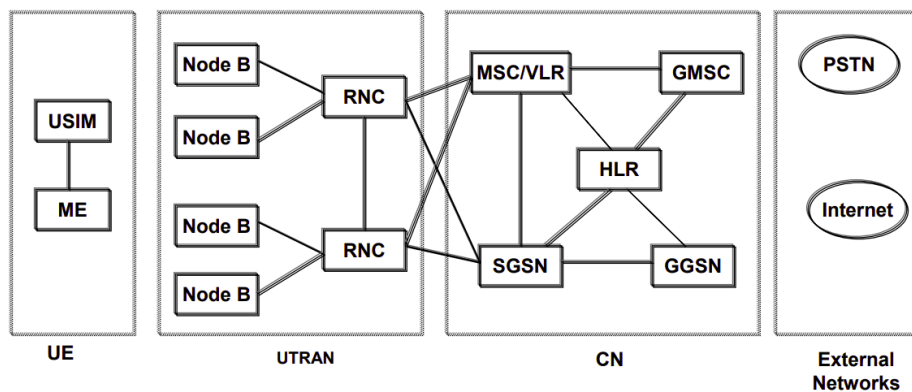 USIM
ME
UE
Node B
Node B
RNC
Node B
Node B
RNC
UTRAN
MSC/VLR
GMSC
HLR
SGSN
GGSN
CN
PSTN
Internet
External
Networks